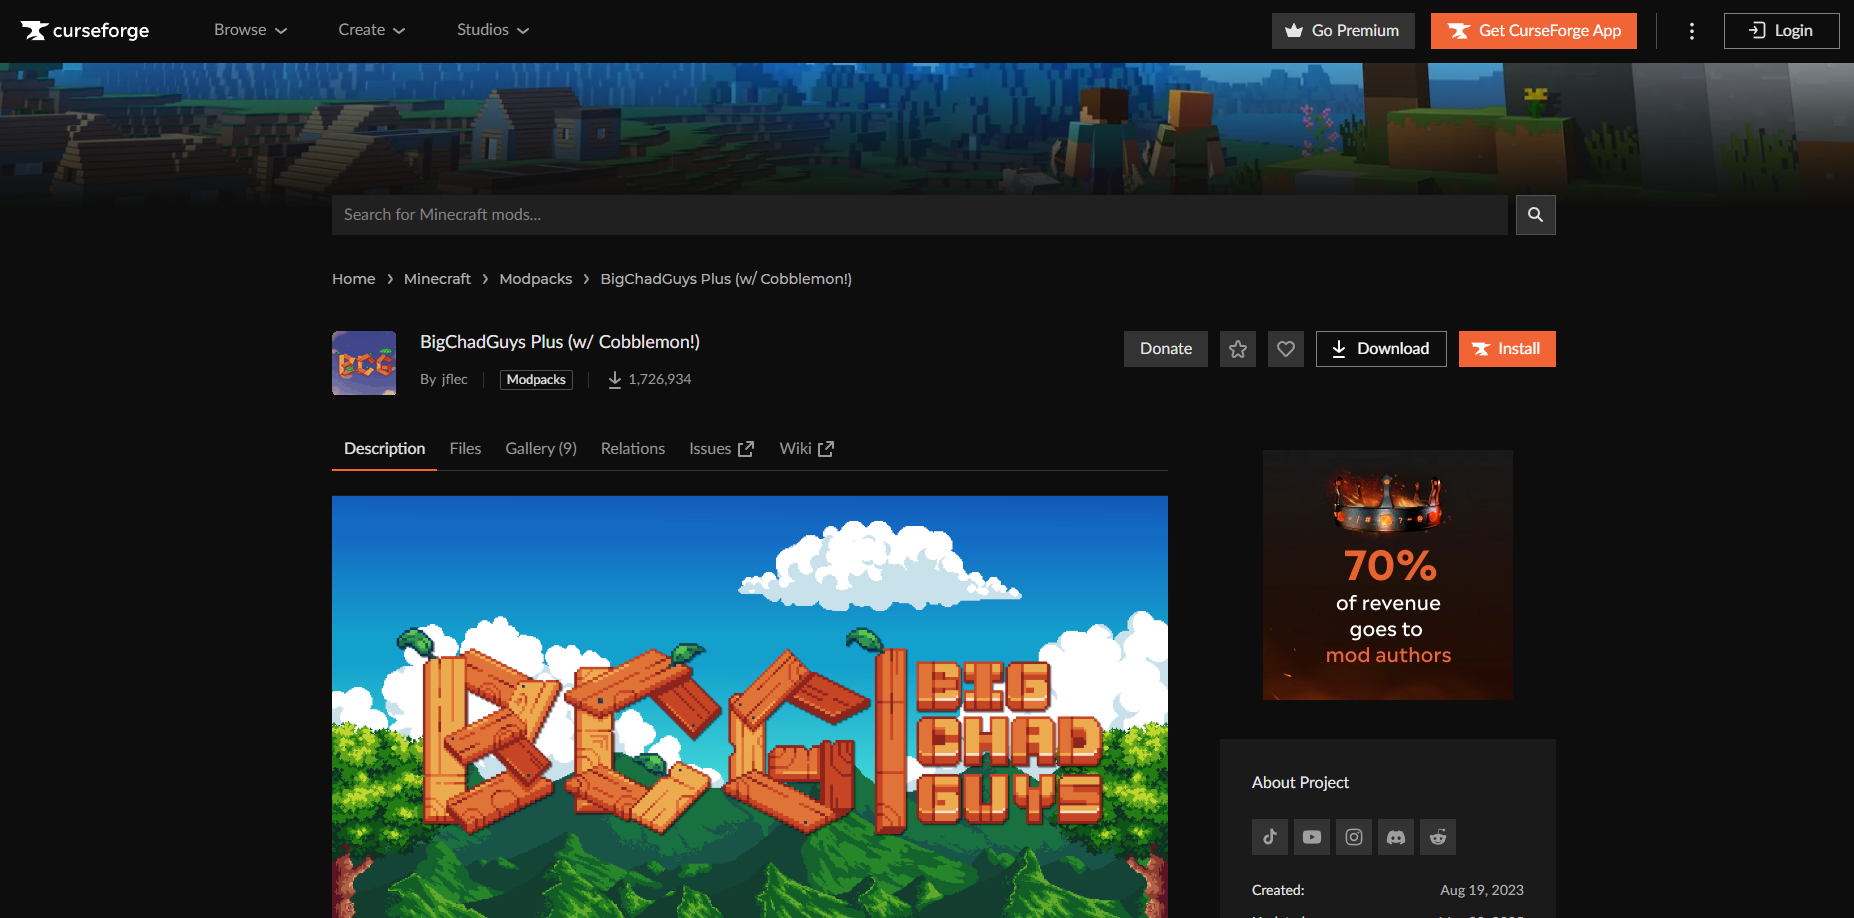 curseforge
Browse
Create
Studios
Go Premium
Get CurseForge App
Login
Search for Minecraft mods...
Home > Minecraft > Modpacks > BigChadGuys Plus (w/ Cobblemon!)
BCG
BigChadGuys Plus (w/ Cobblemon!)
By jflec
Modpacks
1,726,934
Donate
Download
Install
Description
Files
Gallery (9)
Relations
Issues
Wiki
BCG
BIG
CHAD
GUYS
70%
of revenue
goes to
mod authors
About Project
Created:
Aug 19, 2023